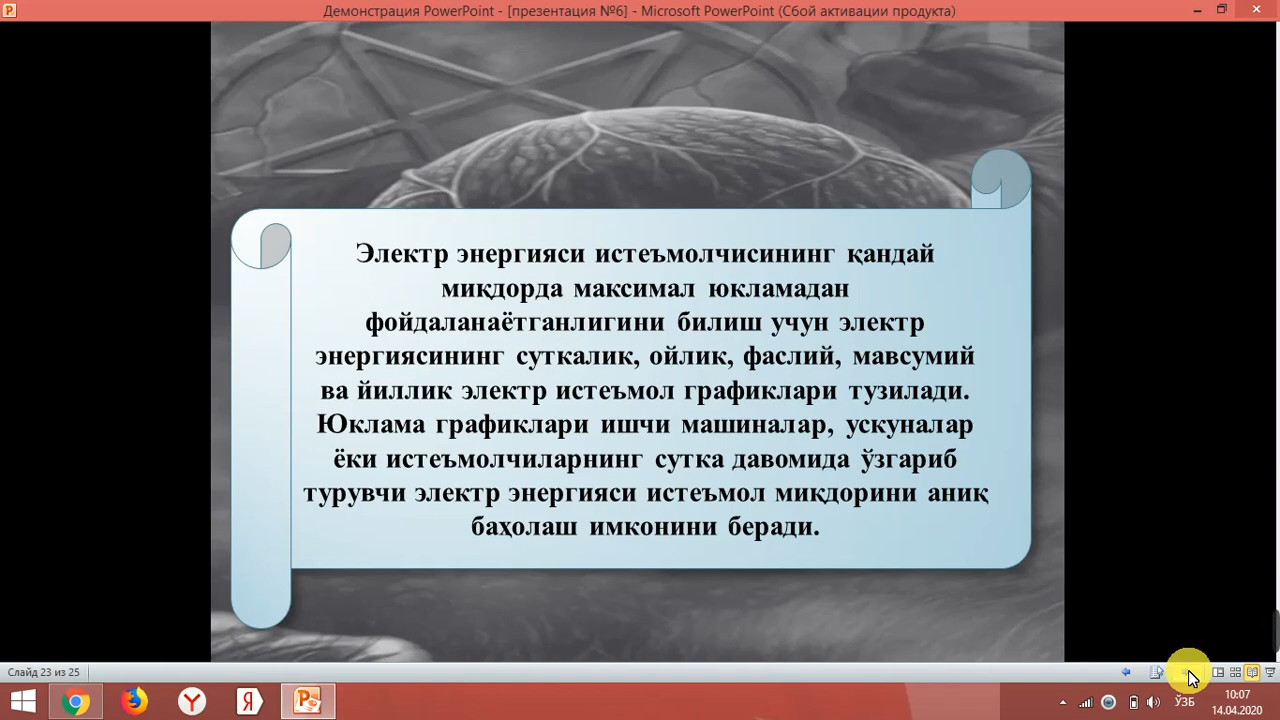 Демонстрация PowerPoint - [презентация №6] - Microsoft PowerPoint (Сбой активации продукта)
Электр энергияси истеъмолчисининг қандай
миқдорда максимал юкламадан
фойдаланаётганлигини билиш учун электр
энергиясининг суткалик, ойлик, фаслий, мавсумий
ва йиллик электр истеъмол графиклари тузилади.
Юклама графиклари ишчи машиналар, ускуналар
ёки истеъмолчиларнинг сутка давомида ўзгариб
турувчи электр энергияси истеъмол миқдорини аниқ
баҳолаш имконини беради.
Слайд 23 из 25
ЎЗБ
10:07
14.04.2020